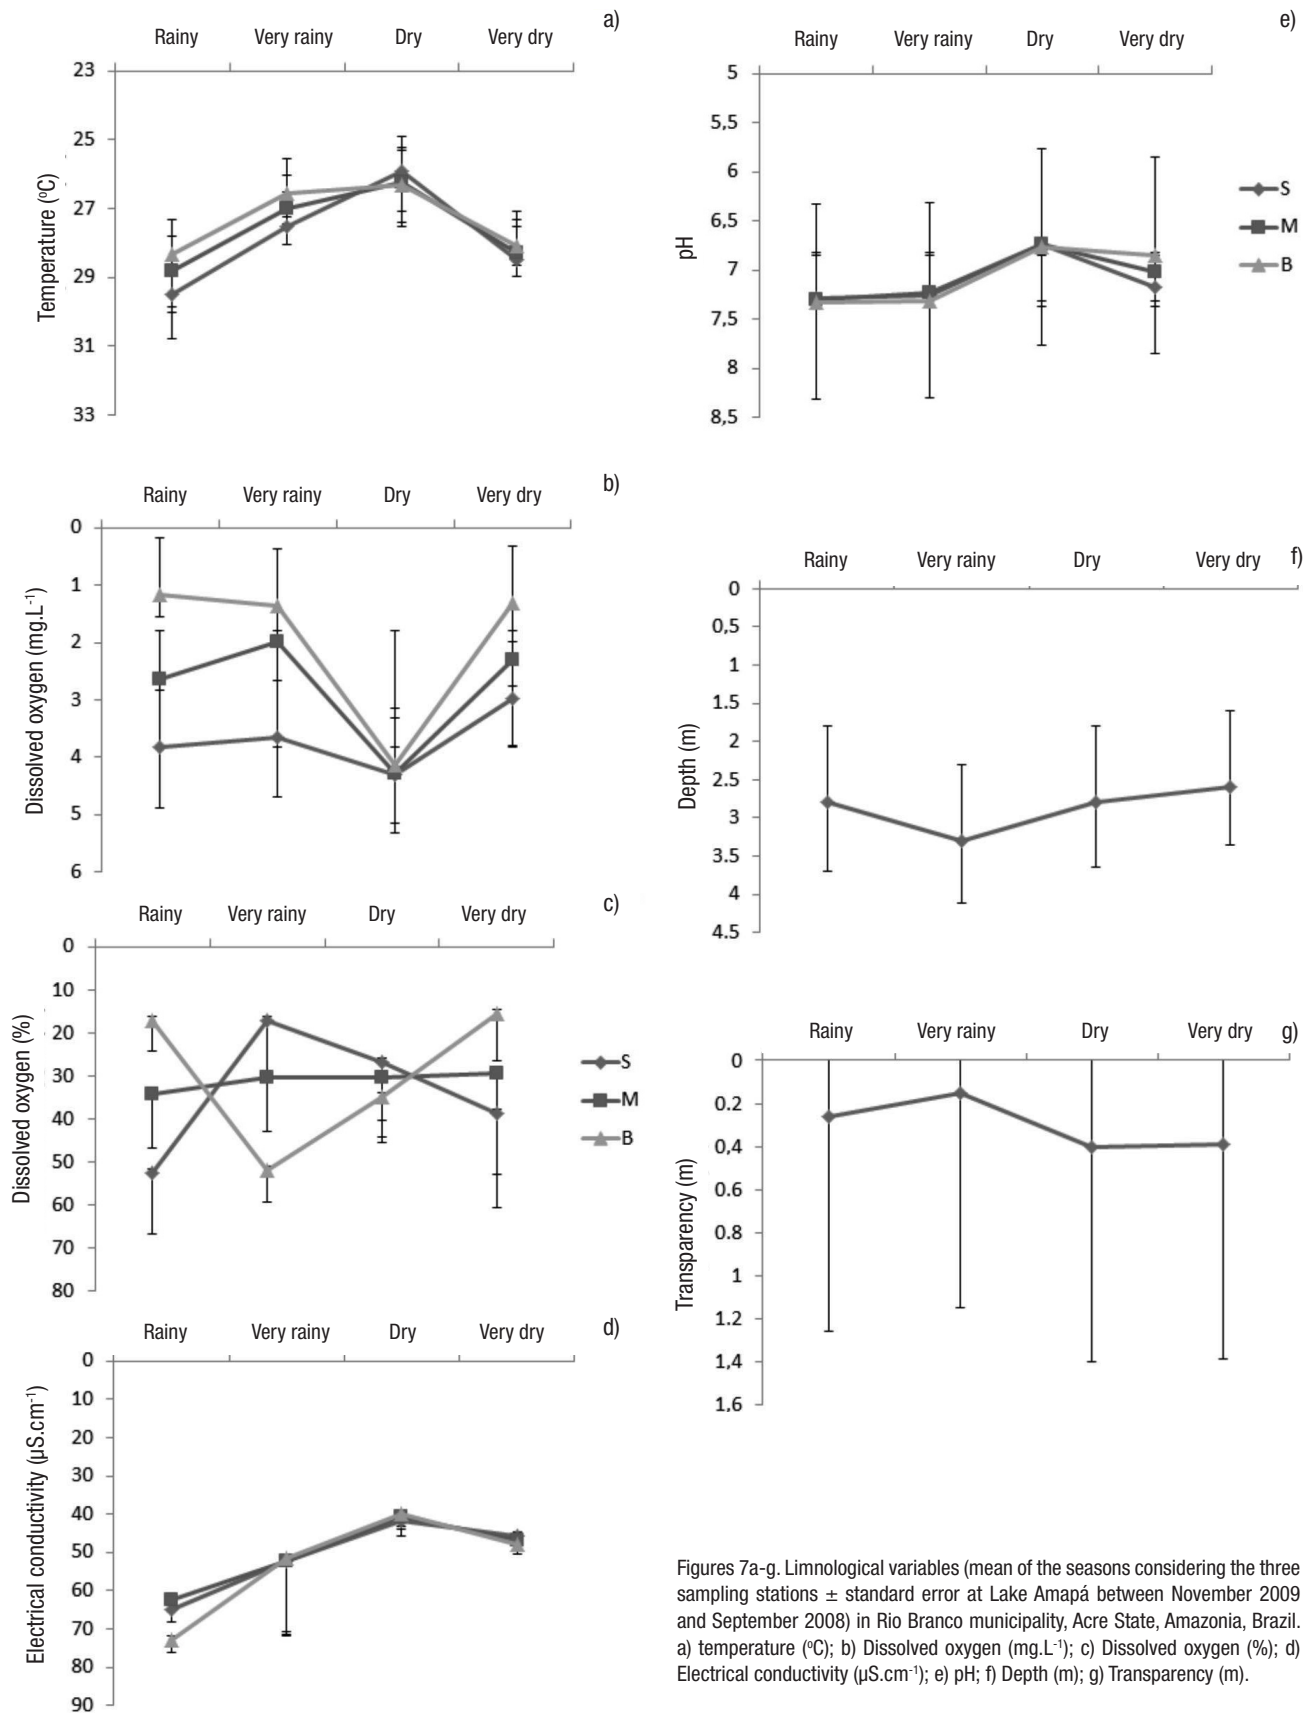 a)
Rainy Very rainy Dry Very dry
23
25
27
29
31
33
Temperature (ºC)
b)
Rainy Very rainy Dry Very dry
0
1
2
3
4
5
6
Dissolved oxygen (mg.L⁻¹)
c)
Rainy Very rainy Dry Very dry
0
10
20
30
40
50
60
70
80
Dissolved oxygen (%)
S
M
B
d)
Rainy Very rainy Dry Very dry
0
10
20
30
40
50
60
70
80
90
Electrical conductivity (µS.cm⁻¹)
e)
Rainy Very rainy Dry Very dry
5
5,5
6
6,5
7
7,5
8
8,5
pH
S
M
B
f)
Rainy Very rainy Dry Very dry
0
0,5
1
1.5
2
2.5
3
3.5
4
4.5
Depth (m)
g)
Rainy Very rainy Dry Very dry
0
0.2
0,4
0.6
0.8
1
1.2
1,4
1,6
Transparency (m)
Figures 7a-g. Limnological variables (mean of the seasons considering the three
sampling stations ± standard error at Lake Amapá between November 2009
and September 2008) in Rio Branco municipality, Acre State, Amazonia, Brazil.
a) temperature (ºC); b) Dissolved oxygen (mg.L⁻¹); c) Dissolved oxygen (%); d)
Electrical conductivity (µS.cm⁻¹); e) pH; f) Depth (m); g) Transparency (m).